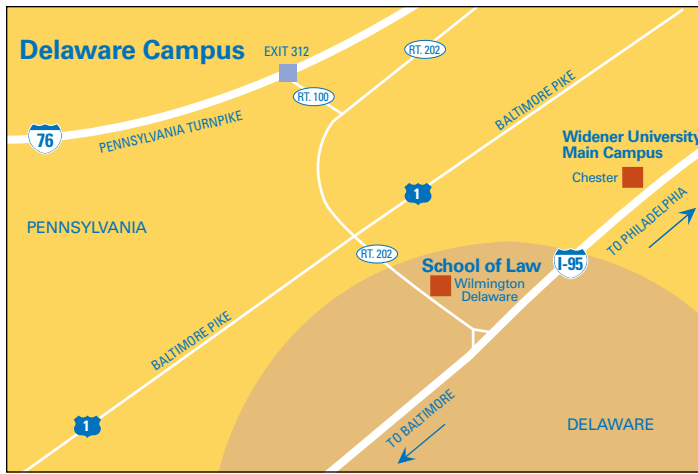 Delaware Campus
EXIT 312
RT. 202
RT. 100
76
PENNSYLVANIA TURNPIKE
BALTIMORE PIKE
Widener University
Main Campus
Chester
1
PENNSYLVANIA
TO PHILADELPHIA
RT. 202
School of Law
I-95
Wilmington
Delaware
BALTIMORE PIKE
1
TO BALTIMORE
DELAWARE